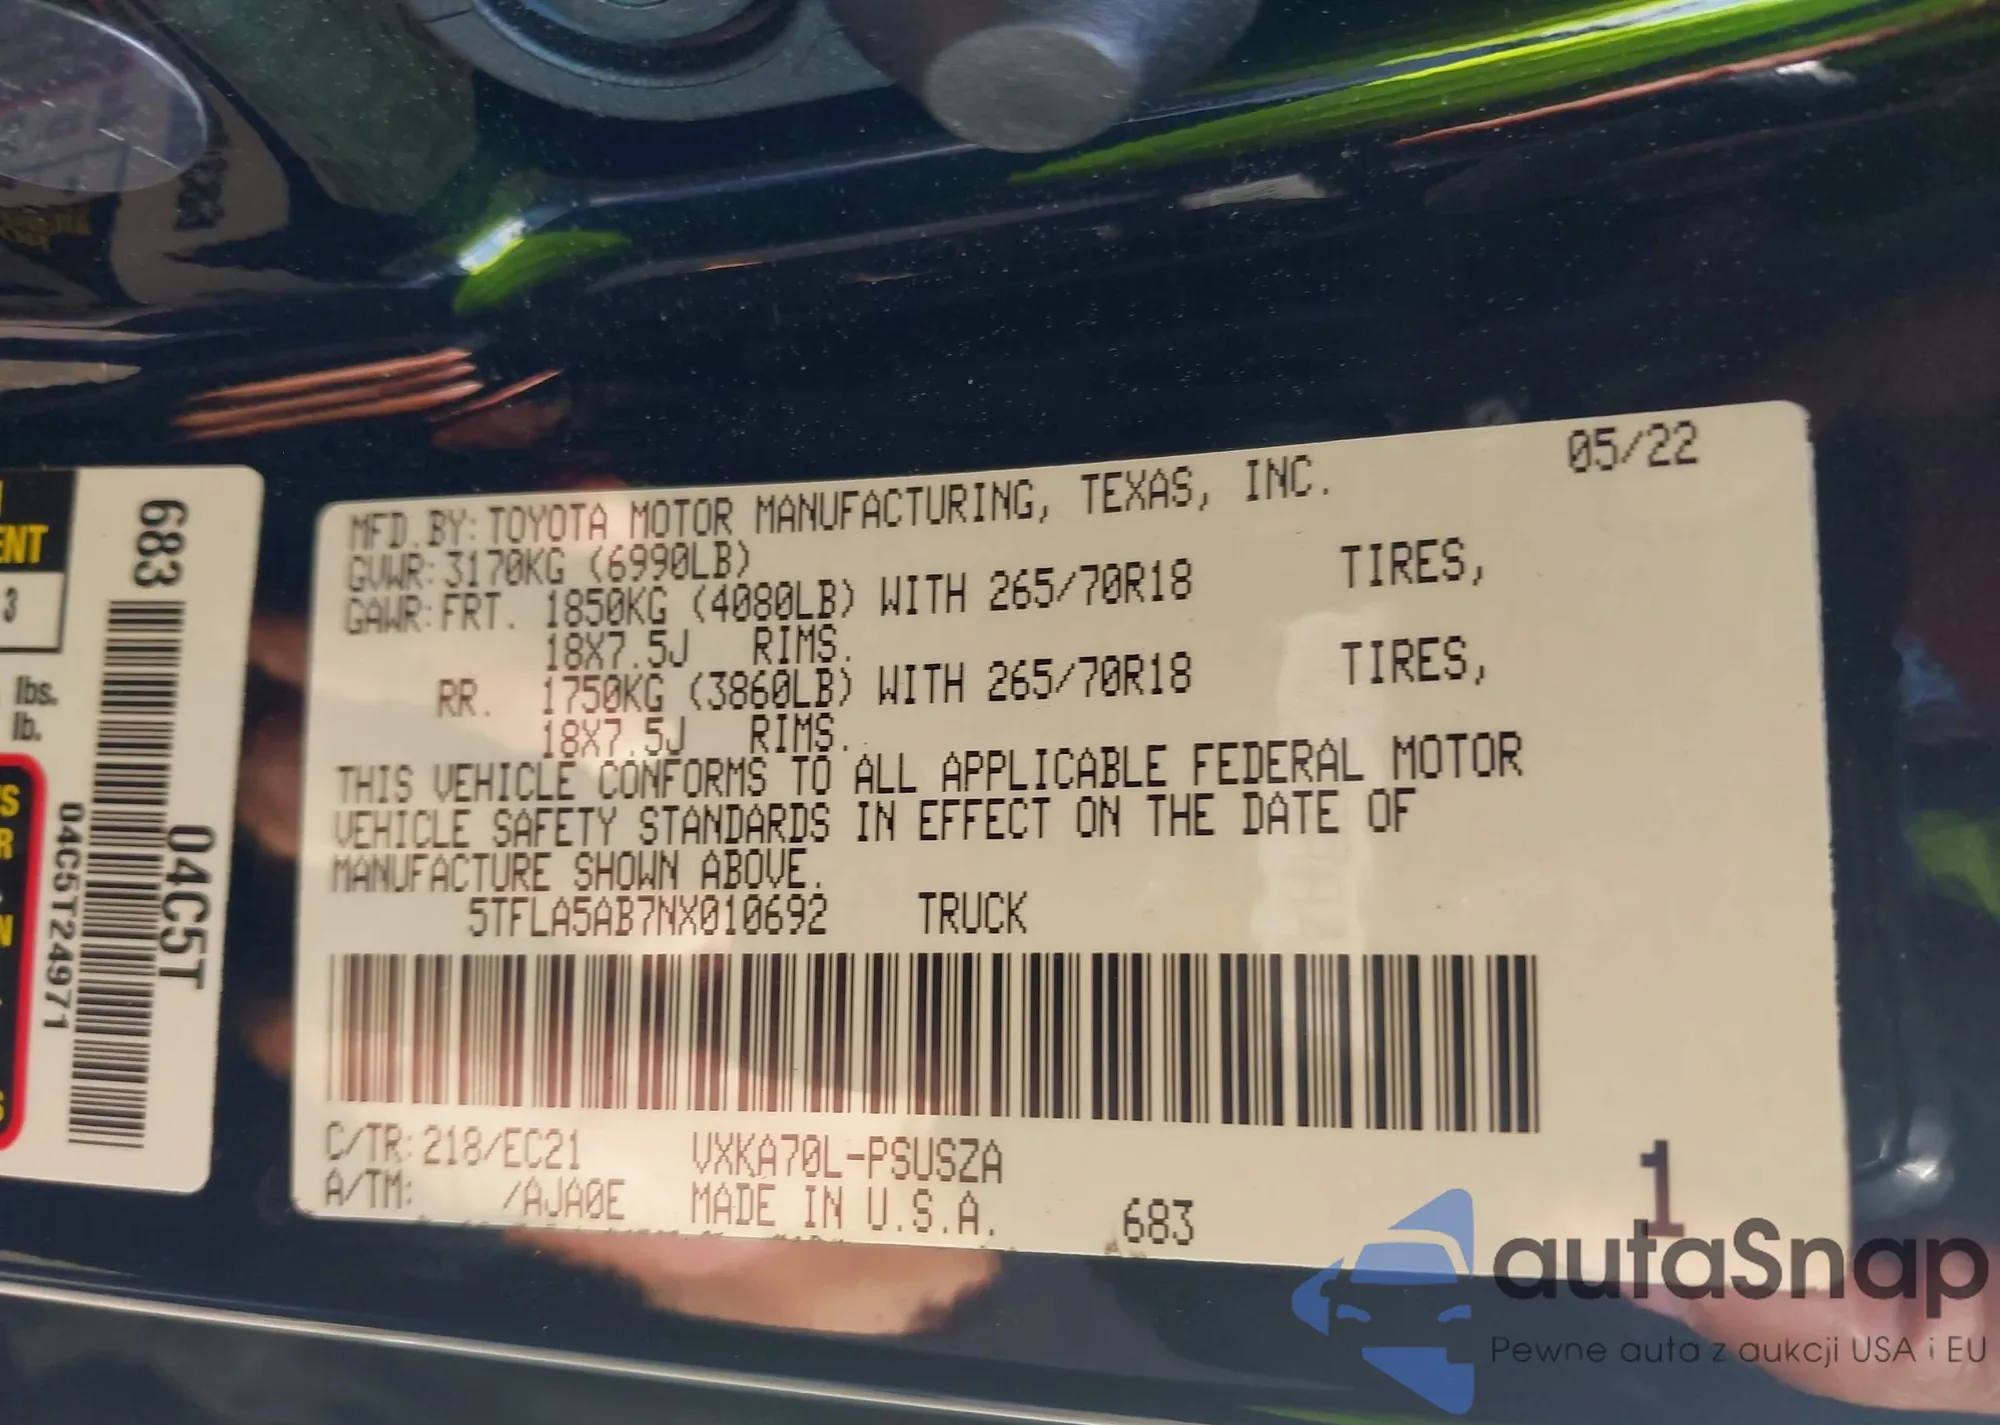 MFD.BY:TOYOTA MOTOR MANUFACTURING, TEXAS, INC. 05/22
GVWR:3170KG (6990LB)
GAWR:FRT. 1850KG (4080LB) WITH 265/70R18 TIRES,
18X7.5J RIMS.
RR. 1750KG (3860LB) WITH 265/70R18 TIRES,
18X7.5J RIMS.
THIS VEHICLE CONFORMS TO ALL APPLICABLE FEDERAL MOTOR
VEHICLE SAFETY STANDARDS IN EFFECT ON THE DATE OF
MANUFACTURE SHOWN ABOVE.
5TFLA5AB7NX010692 TRUCK
C/TR:218/EC21 VXKA70L-PSUSZA
A/TM: /AJA0E MADE IN U.S.A. 683
1
683
04C5T
04C5T24971
3
lbs.
lb.
autaSnap
Pewne auta z aukcji USA i EU